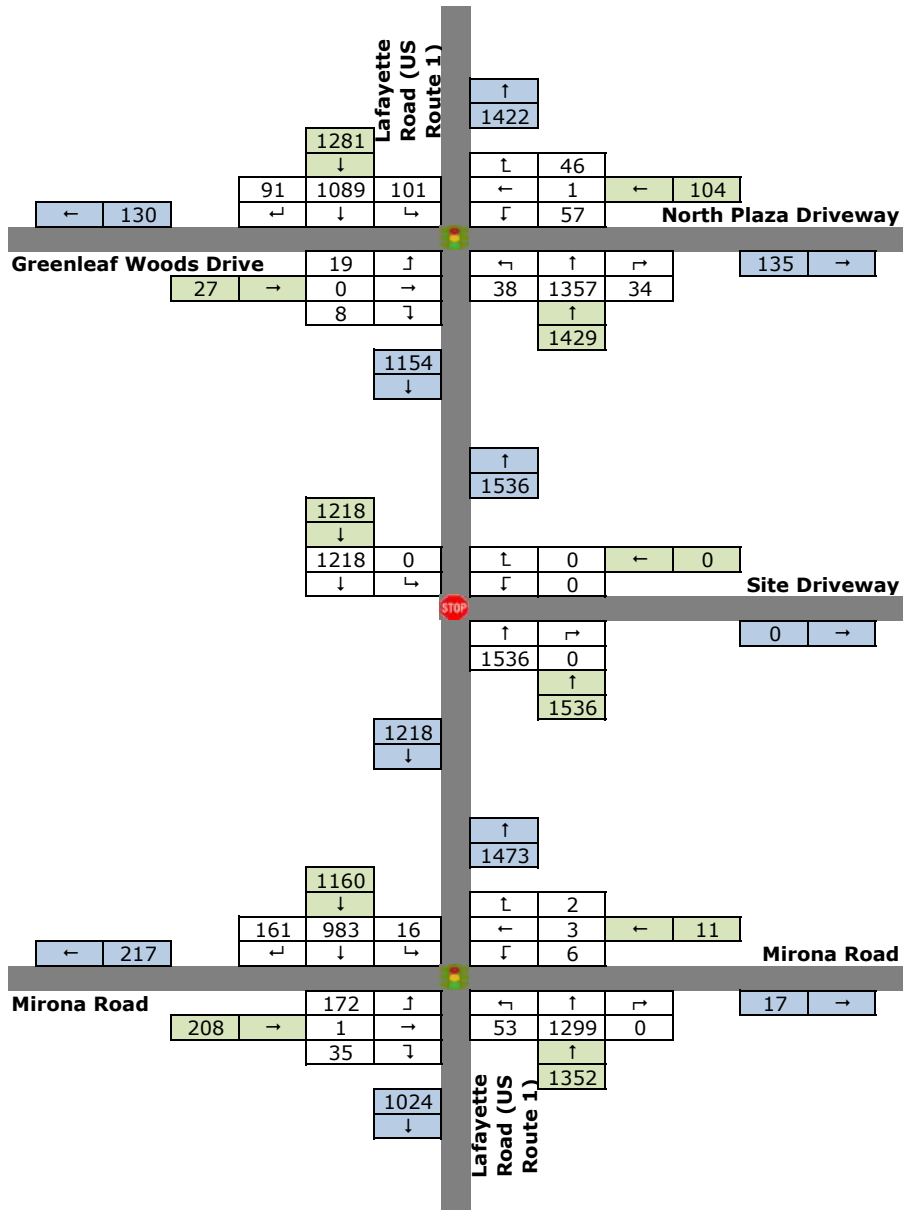 Lafayette
Road (US
Route 1)
↑
1422
1281
↓
↰ 46
91 1089 101
← 1 ← 104
← 130
↵ ↓ ↳
↲ 57
North Plaza Driveway
Greenleaf Woods Drive
19 ↰
↰ ↑ ↱
135 →
27 → 0 →
38 1357 34
8 ↴
↑
1429
1154
↓
↑
1536
1218
↓
1218 0
↰ 0 ← 0
↓ ↳
↲ 0
Site Driveway
STOP
↑ ↱
0 →
1536 0
↑
1536
1218
↓
↑
1473
1160
↓
↰ 2
161 983 16
← 3 ← 11
← 217
↵ ↓ ↳
↲ 6
Mirona Road
Mirona Road
172 ↰
↰ ↑ ↱
17 →
208 → 1 →
53 1299 0
35 ↴
↑
1352
1024
↓
Lafayette
Road (US
Route 1)